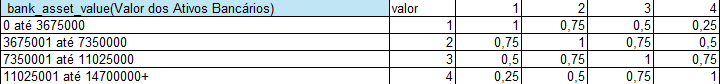 bank_asset_value(Valor dos Ativos Bancários) valor 1 2 3 4
0 até 3675000 1 1 0,75 0,5 0,25
3675001 até 7350000 2 0,75 1 0,75 0,5
7350001 até 11025000 3 0,5 0,75 1 0,75
11025001 até 14700000+ 4 0,25 0,5 0,75 1